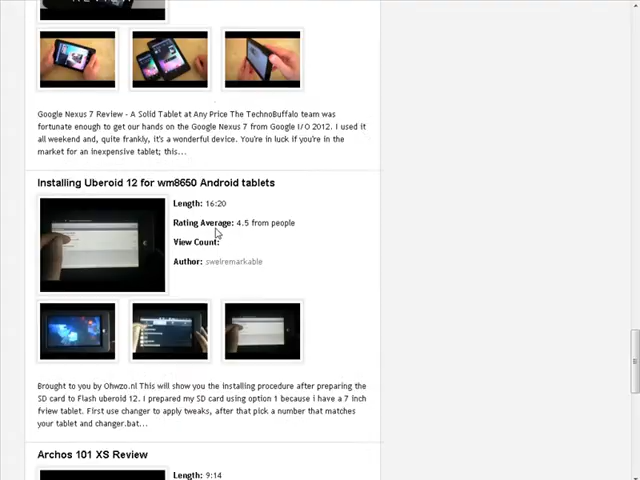 Google Nexus 7 Review - A Solid Tablet at Any Price The TechnoBuffalo team was
fortunate enough to get our hands on the Google Nexus 7 from Google I/O 2012. I used it
all weekend and, quite frankly, it's a wonderful device. You're in luck if you're in the
market for an inexpensive tablet; this...
Installing Uberoid 12 for wm8650 Android tablets
Length: 16:20
Rating Average: 4.5 from people
View Count:
Author: swelremarkable
Brought to you by Ohwzo.nl This will show you the installing procedure after preparing the
SD card to Flash uberoid 12. I prepared my SD card using option 1 because i have a 7 inch
fview tablet. First use changer to apply tweaks, after that pick a number that matches
your tablet and changer.bat...
Archos 101 XS Review
Length: 9:14